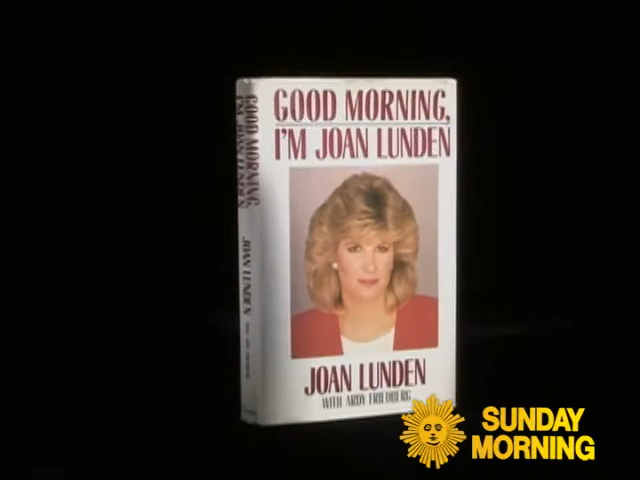 GOOD MORNING,
I'M JOAN LUNDEN
JOAN LUNDEN
WITH ARDY FRIEDBERG
GOOD MORNING,
I'M JOAN LUNDEN
JOAN LUNDEN
SUNDAY
MORNING